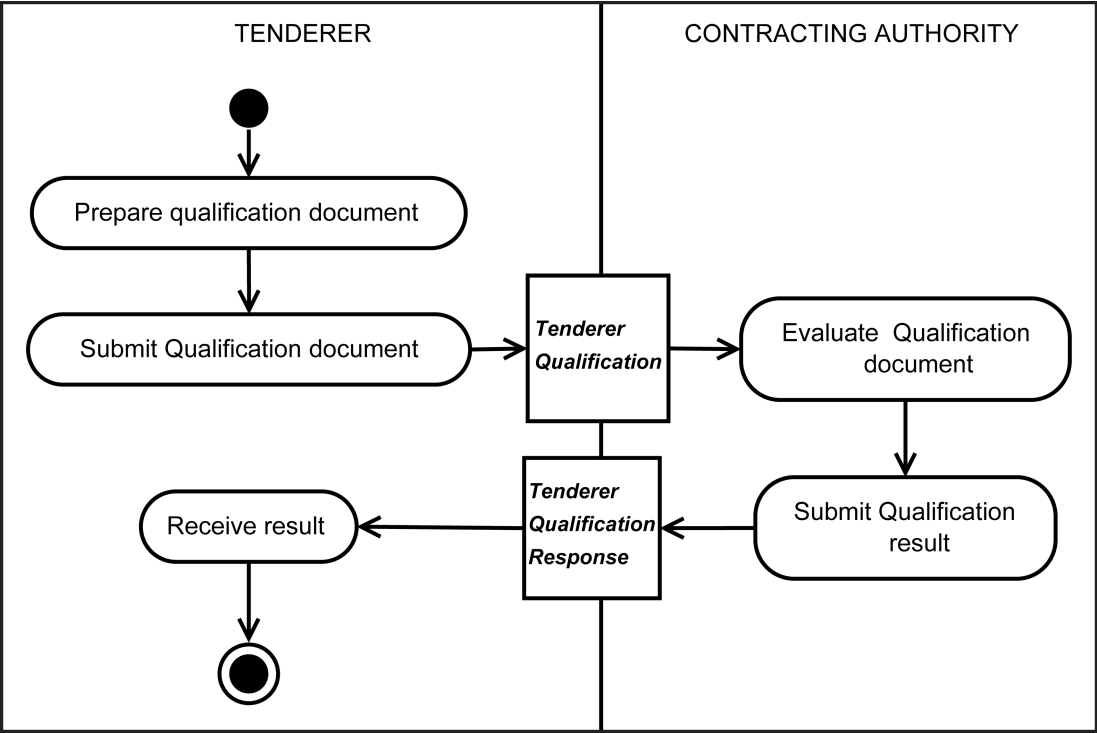 TENDERER
CONTRACTING AUTHORITY
Prepare qualification document
Submit Qualification document
Tenderer
Qualification
Evaluate  Qualification
document
Submit Qualification
result
Tenderer
Qualification
Response
Receive result